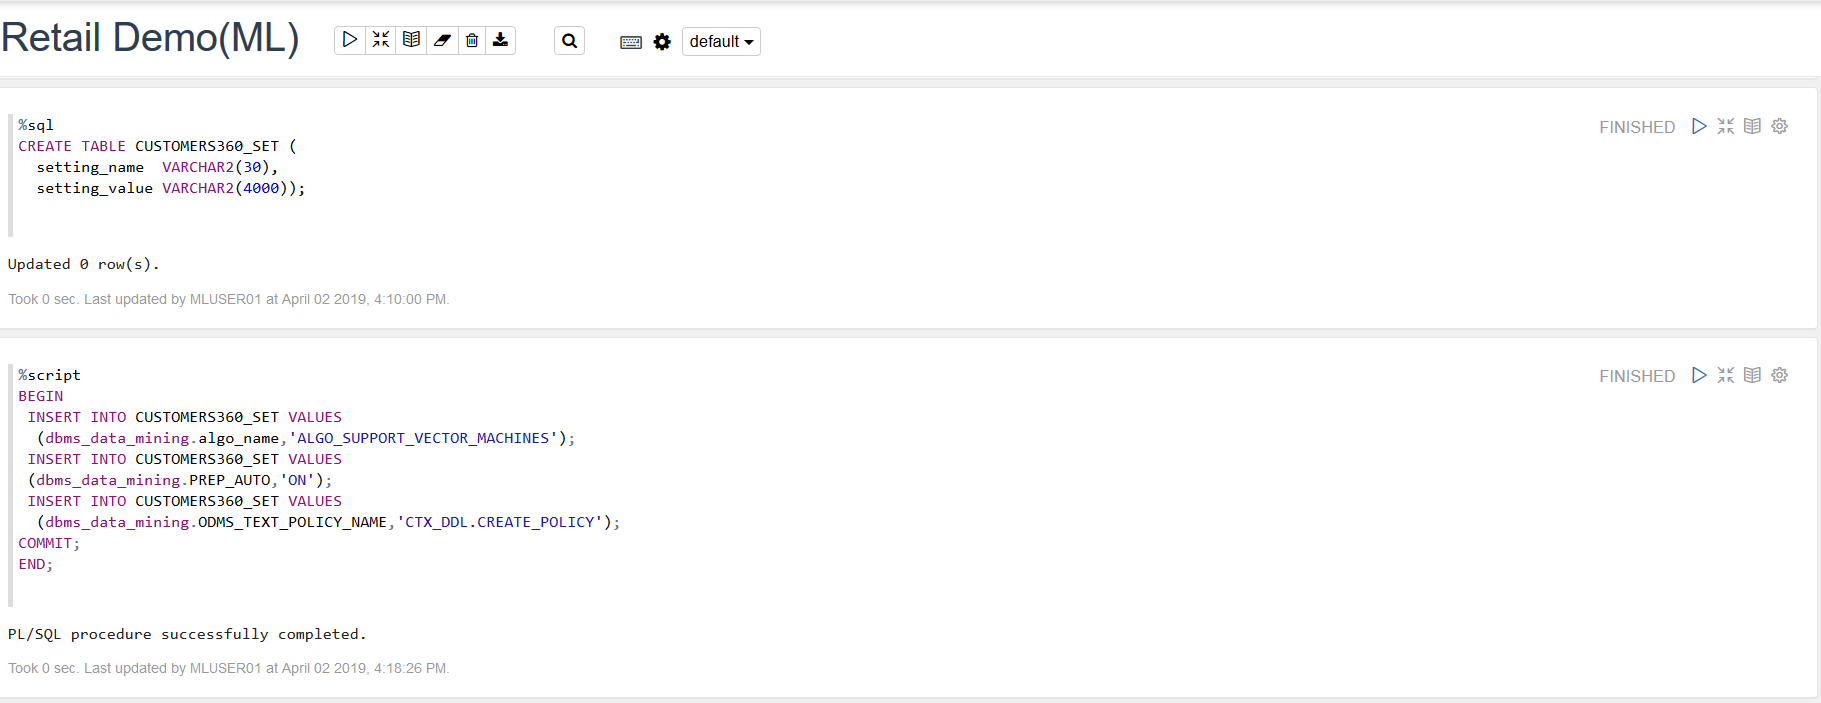 Retail Demo(ML)
default
%sql
CREATE TABLE CUSTOMERS360_SET (
  setting_name  VARCHAR2(30),
  setting_value VARCHAR2(4000));
FINISHED
Updated 0 row(s).
Took 0 sec. Last updated by MLUSER01 at April 02 2019, 4:10:00 PM.
%script
BEGIN
 INSERT INTO CUSTOMERS360_SET VALUES
  (dbms_data_mining.algo_name,'ALGO_SUPPORT_VECTOR_MACHINES');
 INSERT INTO CUSTOMERS360_SET VALUES
 (dbms_data_mining.PREP_AUTO,'ON');
 INSERT INTO CUSTOMERS360_SET VALUES
  (dbms_data_mining.ODMS_TEXT_POLICY_NAME,'CTX_DDL.CREATE_POLICY');
COMMIT;
END;
FINISHED
PL/SQL procedure successfully completed.
Took 0 sec. Last updated by MLUSER01 at April 02 2019, 4:18:26 PM.